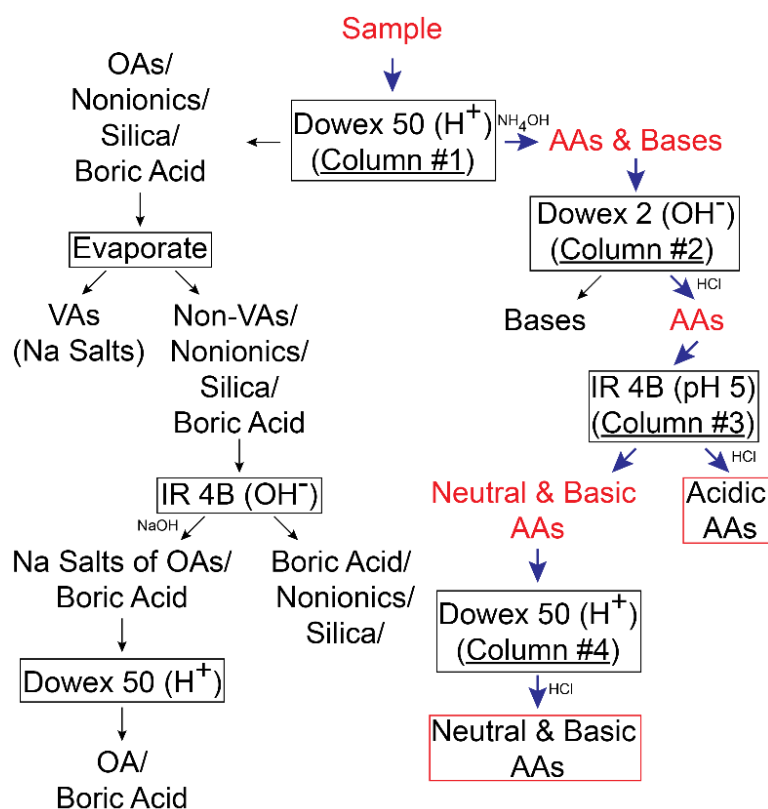 Sample
OAs/
Nonionics/
Silica/
Boric Acid
Dowex 50 (H⁺)
(Column #1)
NH₄OH
AAs & Bases
Dowex 2 (OH⁻)
(Column #2)
Evaporate
HCl
VAs
(Na Salts)
Non-VAs/
Nonionics/
Silica/
Boric Acid
Bases
AAs
IR 4B (pH 5)
(Column #3)
HCl
IR 4B (OH⁻)
NaOH
Neutral & Basic
AAs
Acidic
AAs
Na Salts of OAs/
Boric Acid
Boric Acid/
Nonionics/
Silica/
Dowex 50 (H⁺)
(Column #4)
HCl
Dowex 50 (H⁺)
Neutral & Basic
AAs
OA/
Boric Acid